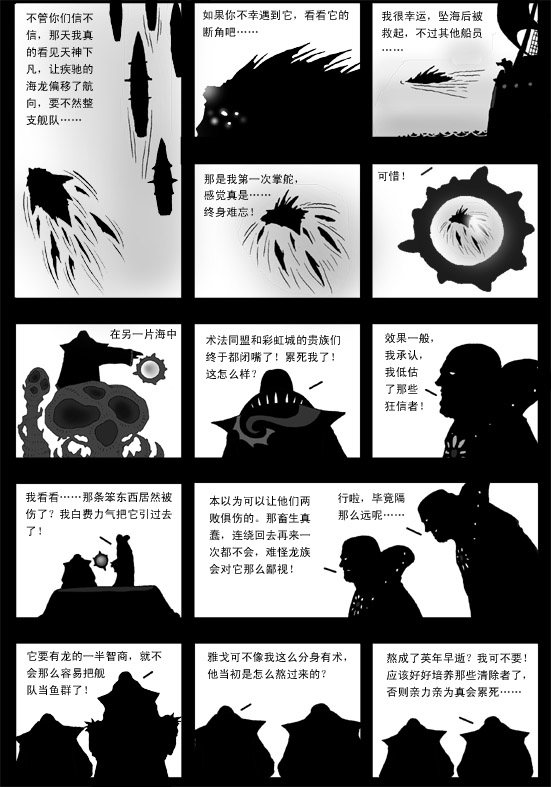 不管你们信不
信，那天我真
的看见天神下
凡，让疾驰的
海龙偏移了航
向，要不然整
支舰队……
如果你不幸遇到它，看看它的
断角吧……
我很幸运，坠海后被
救起，不过其他船员
……
那是我第一次掌舵，
感觉真是……
终身难忘！
可惜！
在另一片海中
术法同盟和彩虹城的贵族们
终于都闭嘴了！累死我了！
这怎么样？
效果一般，
我承认，
我低估
了那些
狂信者！
我看看……那条笨东西居然被
伤了？我白费力气把它引过去
了！
本以为可以让他们两
败俱伤的。那畜生真
蠢，连绕回去再来一
次都不会，难怪龙族
会对它那么鄙视！
行啦，毕竟隔
那么远呢……
它要有龙的一半智商，就不
会那么容易把舰
队当鱼群了！
雅戈可不像我这么分身有术，
他当初是怎么熬过来的？
熬成了英年早逝？我可不要！
应该好好培养那些清除者了，
否则亲力亲为真会累死……